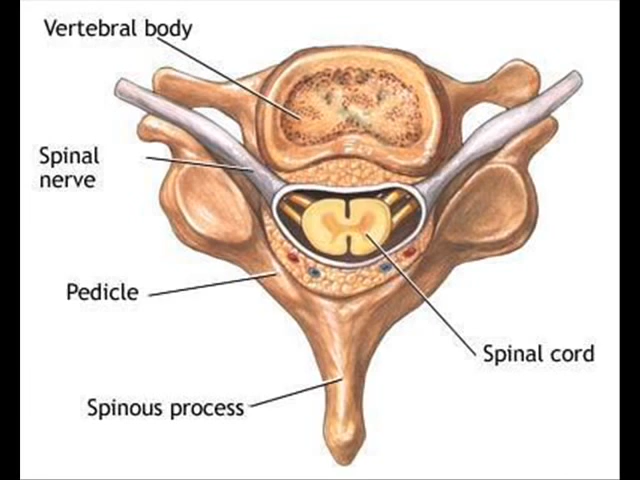 Vertebral body
Spinal
nerve
Pedicle
Spinal cord
Spinous process